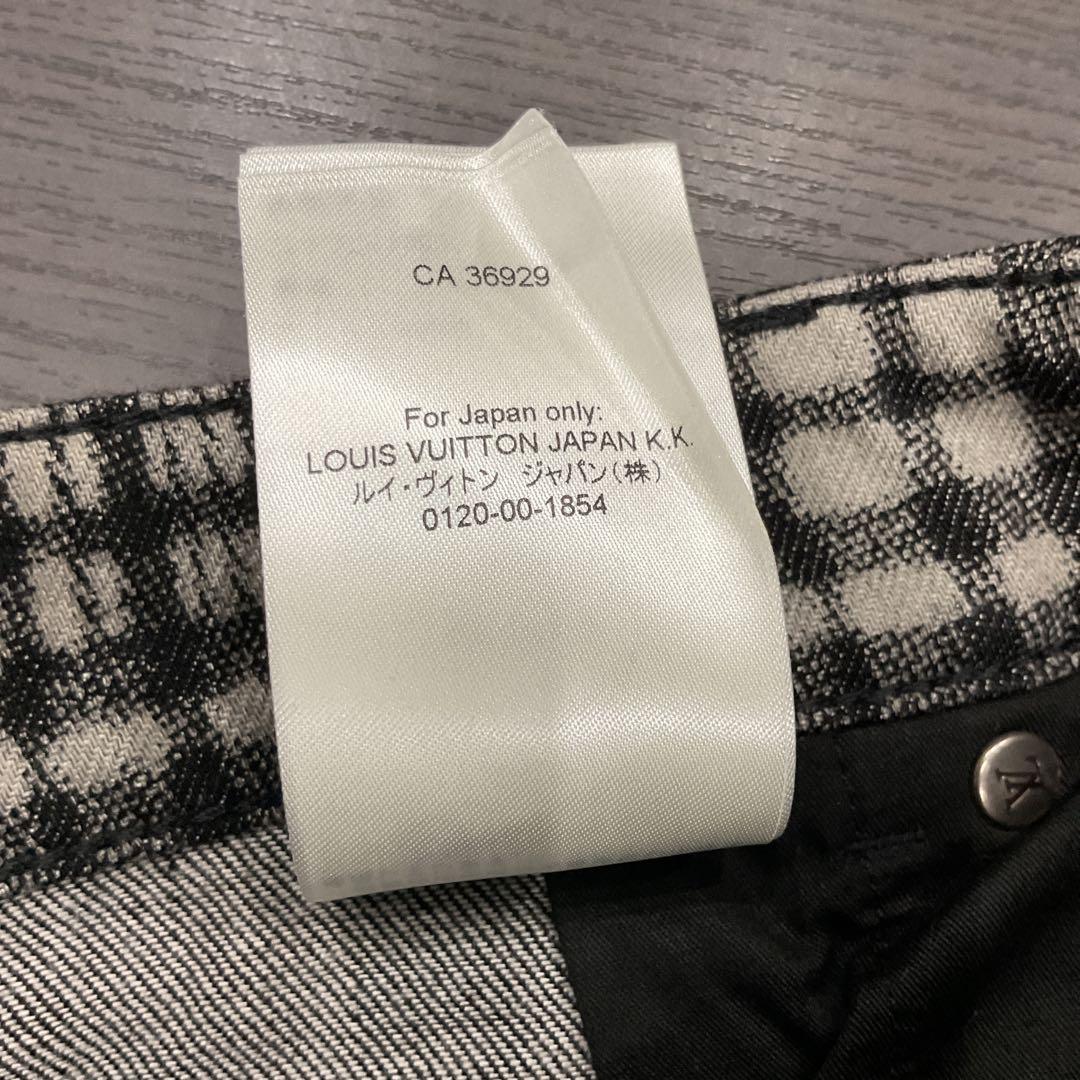 CA 36929
For Japan only:
LOUIS VUITTON JAPAN K.K.
ルイ・ヴィトン ジャパン(株)
0120-00-1854